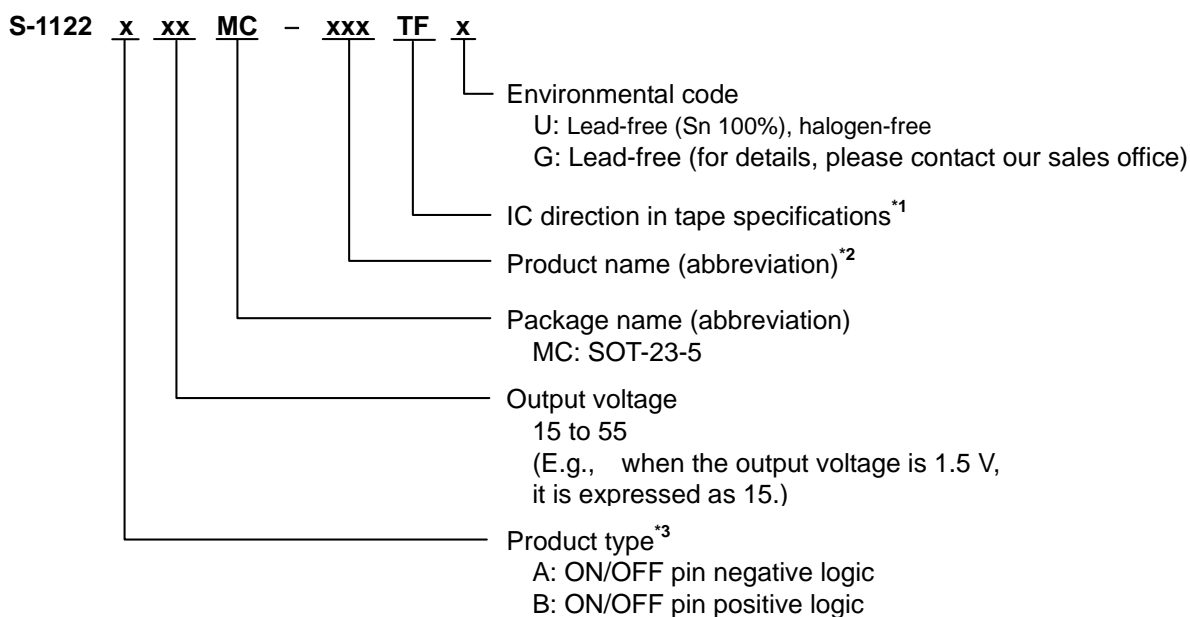 S-1122 x xx MC – xxx TF x
Environmental code
U: Lead-free (Sn 100%), halogen-free
G: Lead-free (for details, please contact our sales office)
IC direction in tape specifications*1
Product name (abbreviation)*2
Package name (abbreviation)
MC: SOT-23-5
Output voltage
15 to 55
(E.g., when the output voltage is 1.5 V,
it is expressed as 15.)
Product type*3
A: ON/OFF pin negative logic
B: ON/OFF pin positive logic